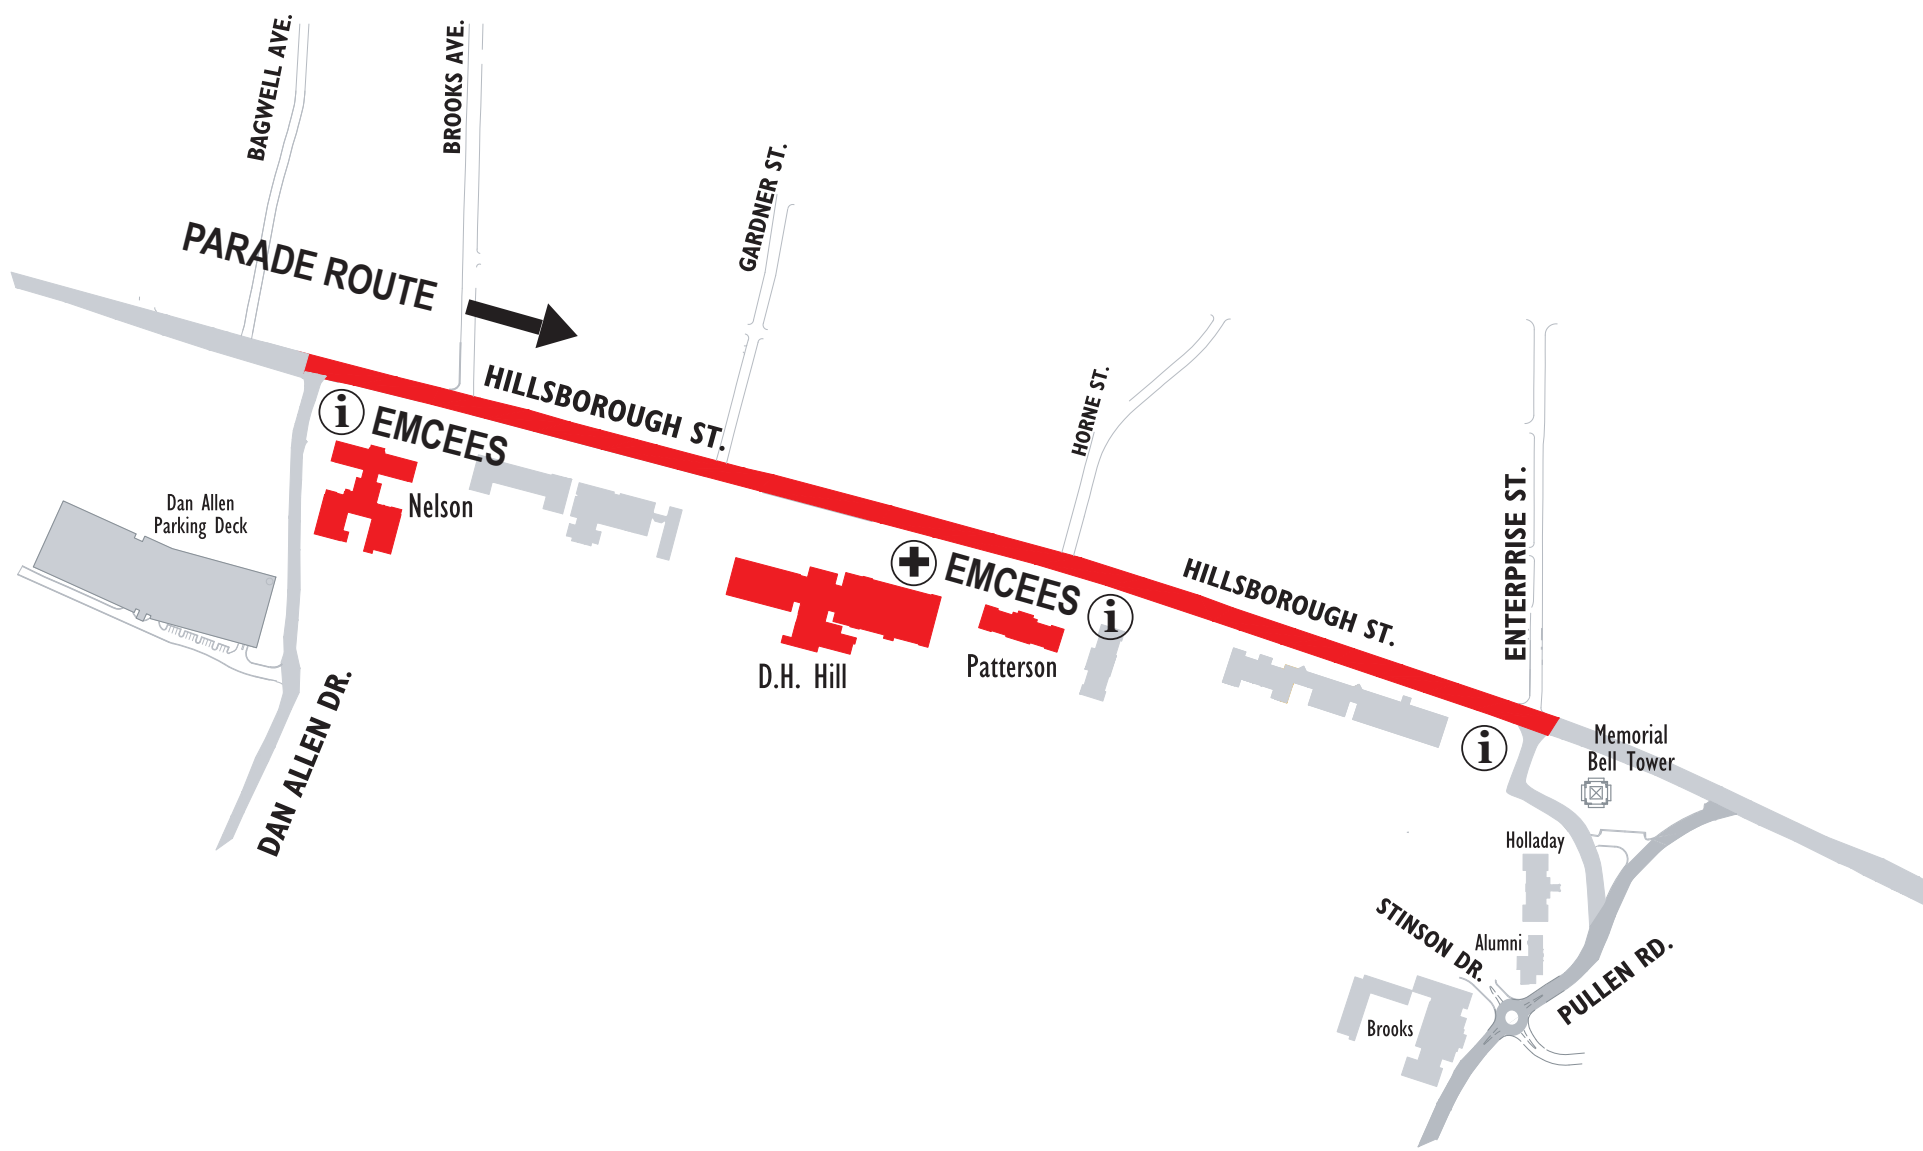 BAGWELL AVE.
BROOKS AVE.
GARDNER ST.
PARADE ROUTE
HILLSBOROUGH ST.
i
EMCEES
HORNE ST.
Nelson
Dan Allen
Parking Deck
ENTERPRISE ST.
EMCEES
i
HILLSBOROUGH ST.
D.H. Hill
Patterson
DAN ALLEN DR.
i
Memorial
Bell Tower
Holladay
STINSON DR.
Alumni
PULLEN RD.
Brooks